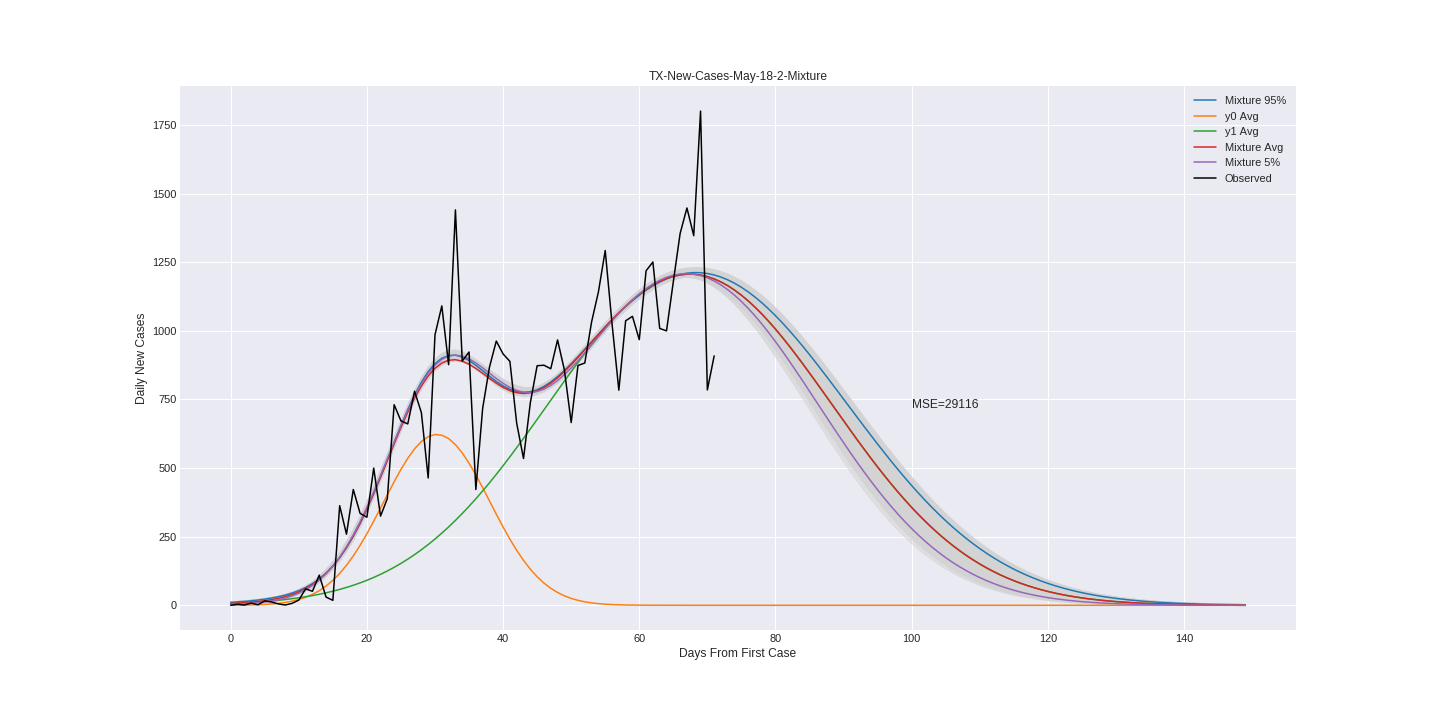 TX-New-Cases-May-18-2-Mixture
Mixture 95%
y0 Avg
y1 Avg
Mixture Avg
Mixture 5%
Observed
1750
1500
1250
1000
750
500
250
0
Daily New Cases
MSE=29116
0 20 40 60 80 100 120 140
Days From First Case